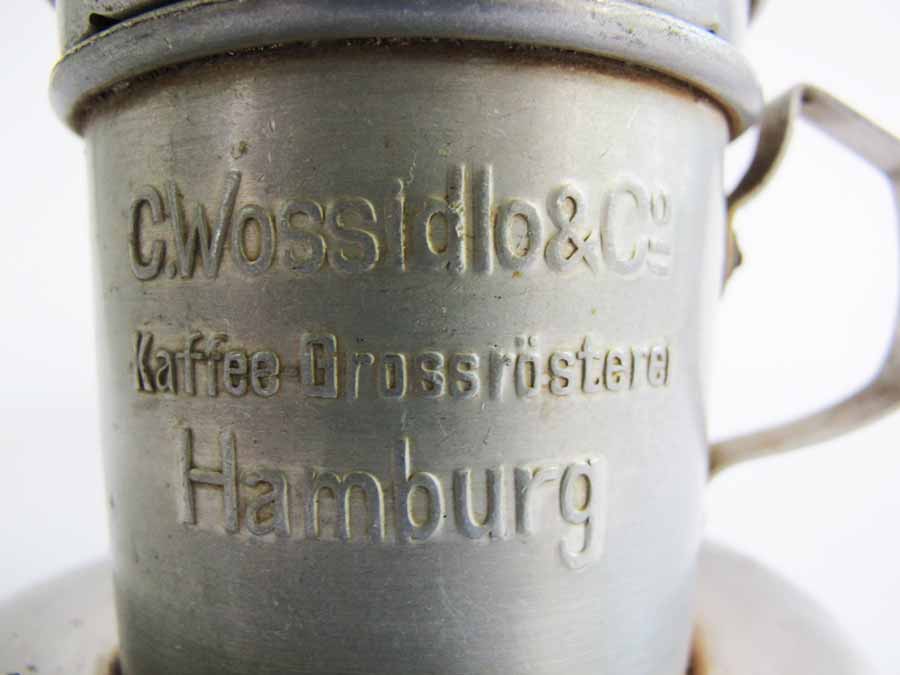 C.Wossidlo & Cº
Kaffee-Grossrösterei
Hamburg